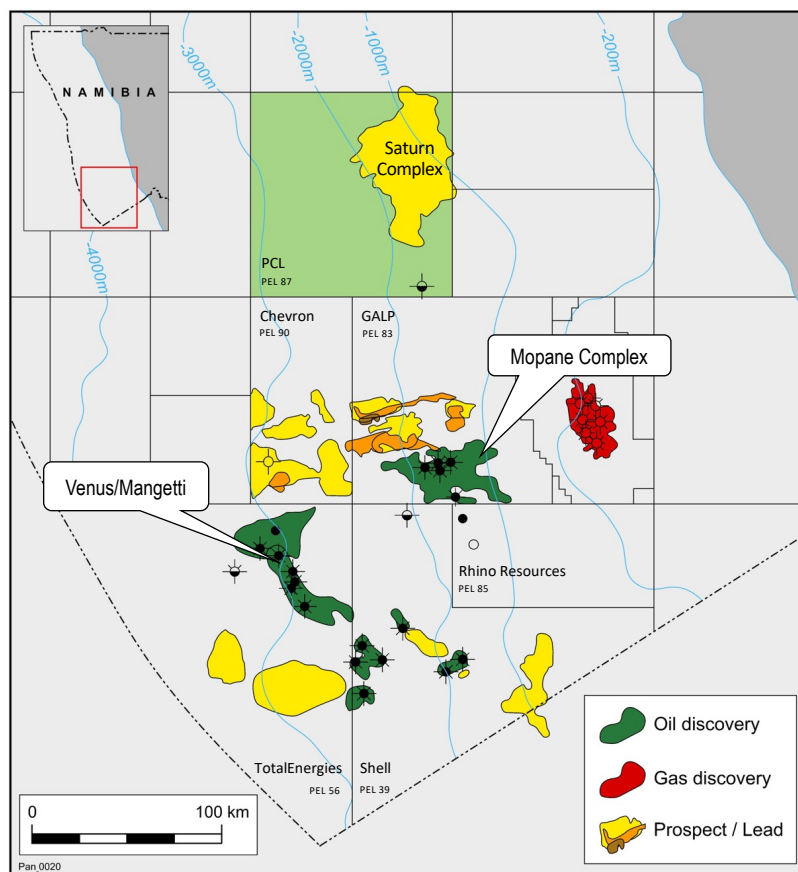 -3000m
-2000m
-1000m
-200m
NAMIBIA
Saturn
Complex
-4000m
PCL
PEL 87
Chevron
PEL 90
GALP
PEL 83
Mopane Complex
Venus/Mangetti
Rhino Resources
PEL 85
Oil discovery
Gas discovery
Prospect / Lead
TotalEnergies
PEL 56
Shell
PEL 39
0
100 km
Pan_0020